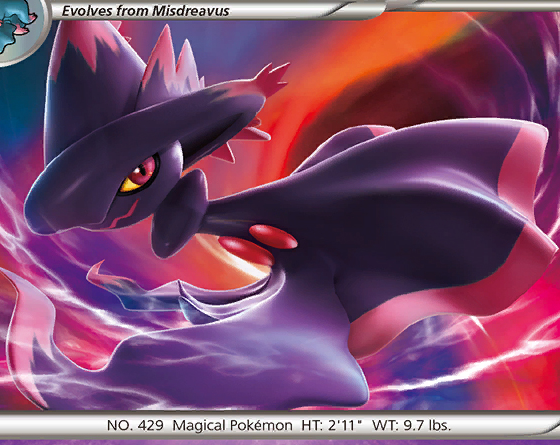 Evolves from Misdreavus
NO. 429 Magical Pokémon HT: 2'11" WT: 9.7 lbs.